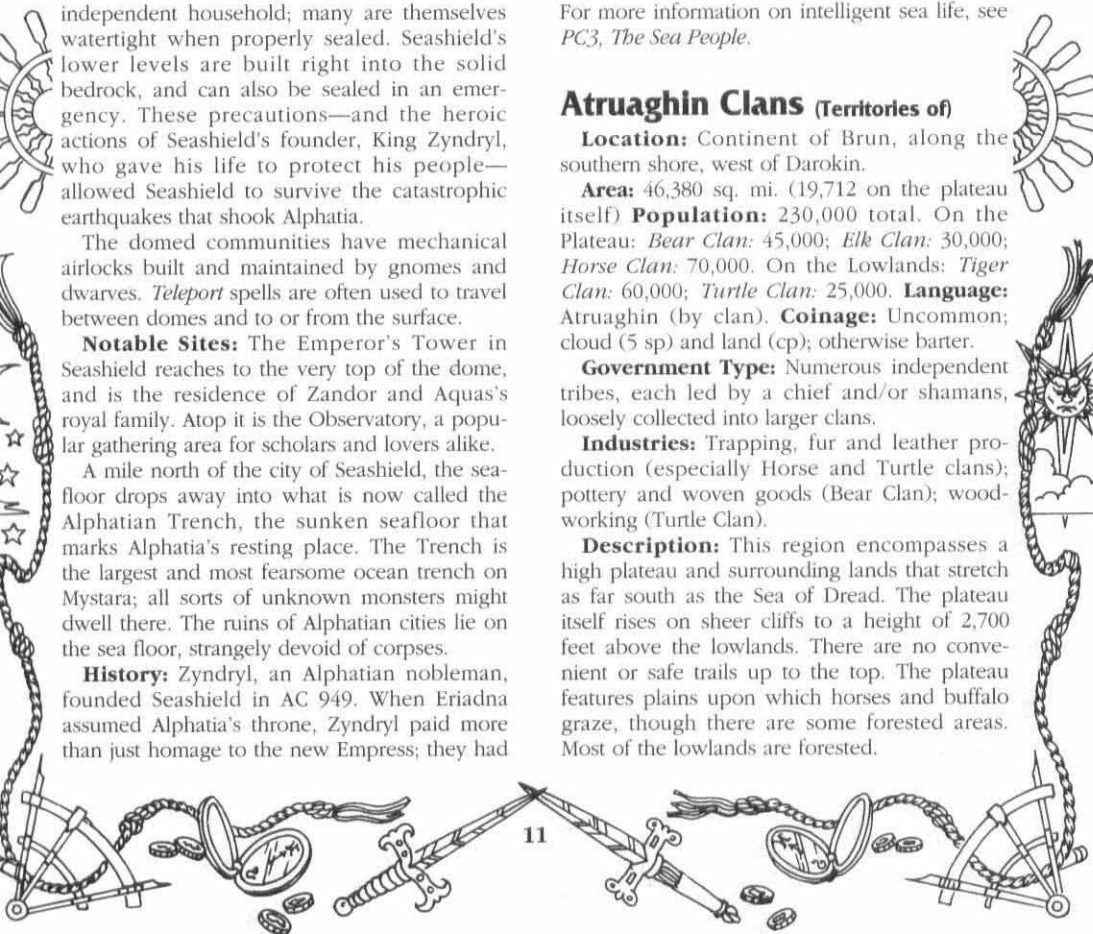 independent household; many are themselves
watertight when properly sealed. Seashield's
lower levels are built right into the solid
bedrock, and can also be sealed in an emer-
gency. These precautions—and the heroic
actions of Seashield's founder, King Zyndryl,
who gave his life to protect his people—
allowed Seashield to survive the catastrophic
earthquakes that shook Alphatia.
The domed communities have mechanical
airlocks built and maintained by gnomes and
dwarves. Teleport spells are often used to travel
between domes and to or from the surface.
Notable Sites: The Emperor's Tower in
Seashield reaches to the very top of the dome,
and is the residence of Zandor and Aquas's
royal family. Atop it is the Observatory, a popu-
lar gathering area for scholars and lovers alike.
A mile north of the city of Seashield, the sea-
floor drops away into what is now called the
Alphatian Trench, the sunken seafloor that
marks Alphatia's resting place. The Trench is
the largest and most fearsome ocean trench on
Mystara; all sorts of unknown monsters might
dwell there. The ruins of Alphatian cities lie on
the sea floor, strangely devoid of corpses.
History: Zyndryl, an Alphatian nobleman,
founded Seashield in AC 949. When Eriadna
assumed Alphatia's throne, Zyndryl paid more
than just homage to the new Empress; they had
For more information on intelligent sea life, see
PC3, The Sea People.
Atruaghin Clans (Territories of)
Location: Continent of Brun, along the
southern shore, west of Darokin.
Area: 46,380 sq. mi. (19,712 on the plateau
itself) Population: 230,000 total. On the
Plateau: Bear Clan: 45,000; Elk Clan: 30,000;
Horse Clan: 70,000. On the Lowlands: Tiger
Clan: 60,000; Turtle Clan: 25,000. Language:
Atruaghin (by clan). Coinage: Uncommon;
cloud (5 sp) and land (cp); otherwise barter.
Government Type: Numerous independent
tribes, each led by a chief and/or shamans,
loosely collected into larger clans.
Industries: Trapping, fur and leather pro-
duction (especially Horse and Turtle clans);
pottery and woven goods (Bear Clan); wood-
working (Turtle Clan).
Description: This region encompasses a
high plateau and surrounding lands that stretch
as far south as the Sea of Dread. The plateau
itself rises on sheer cliffs to a height of 2,700
feet above the lowlands. There are no conve-
nient or safe trails up to the top. The plateau
features plains upon which horses and buffalo
graze, though there are some forested areas.
Most of the lowlands are forested.
11